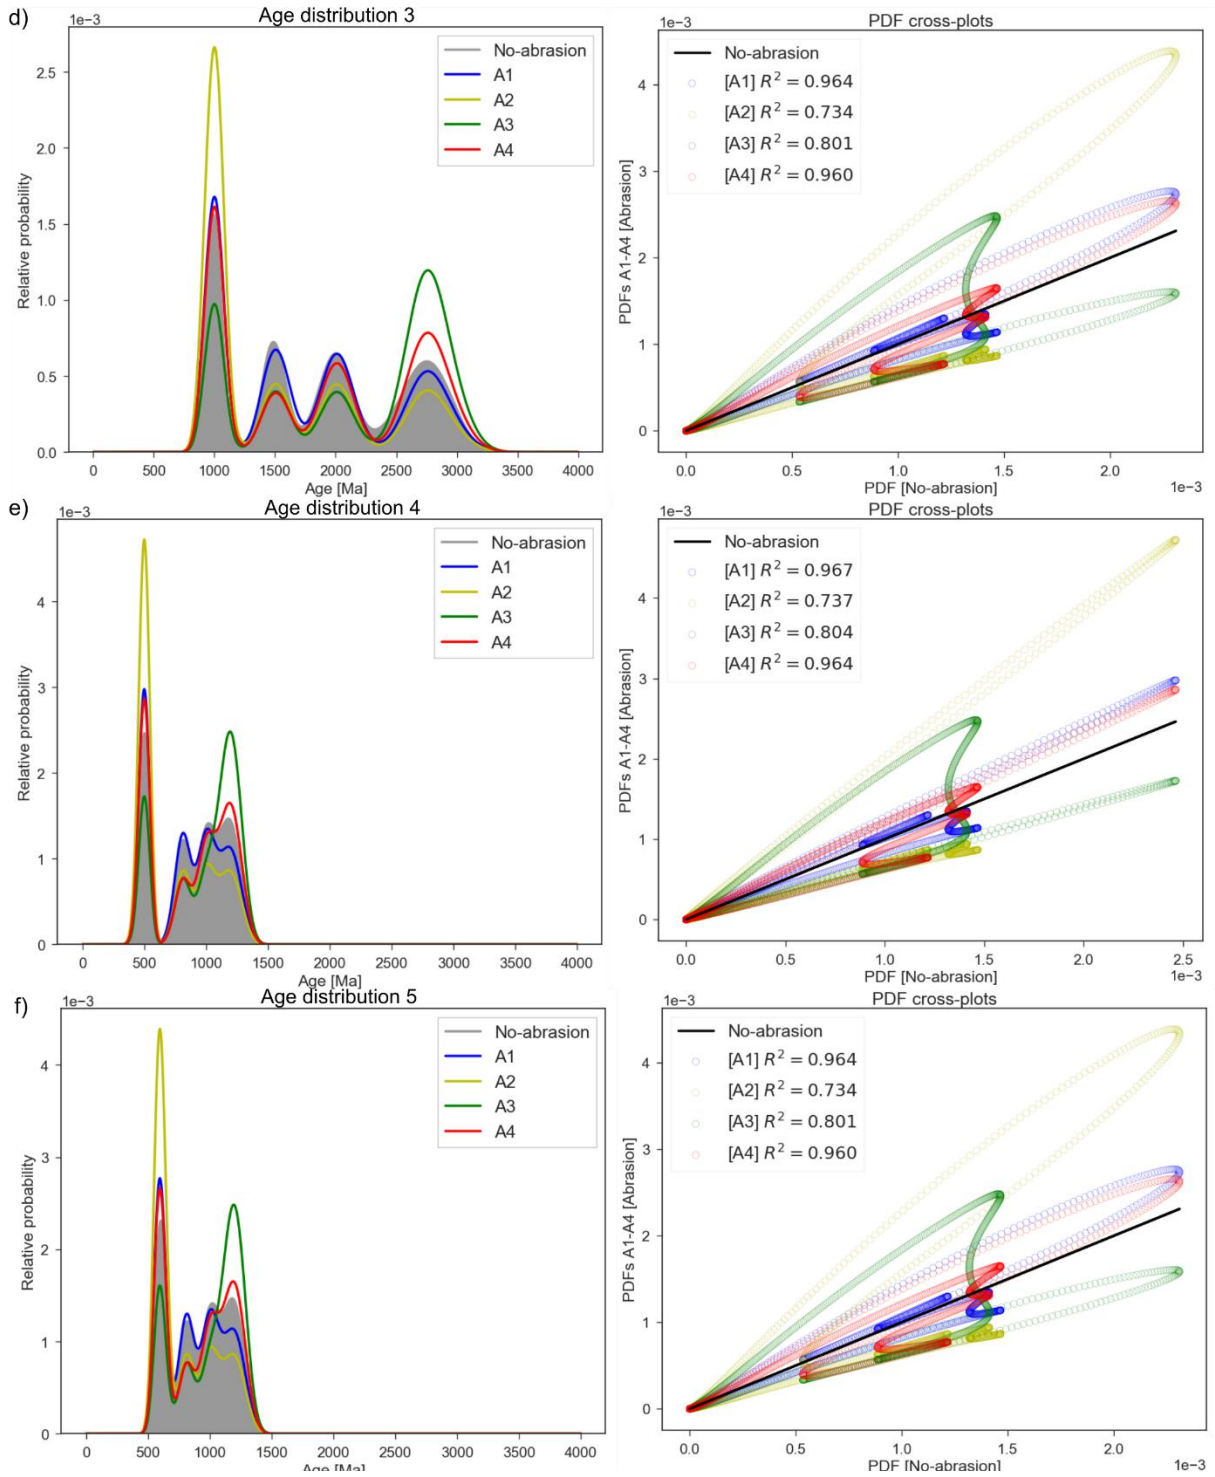 d)
Age distribution 3
1e−3
No-abrasion
A1
A2
A3
A4
2.5
2.0
1.5
1.0
0.5
0.0
Relative probability
0 500 1000 1500 2000 2500 3000 3500 4000
Age [Ma]
PDF cross-plots
1e−3
No-abrasion
[A1] R² = 0.964
[A2] R² = 0.734
[A3] R² = 0.801
[A4] R² = 0.960
4
3
2
1
0
PDFs A1-A4 [Abrasion]
0.0 0.5 1.0 1.5 2.0
PDF [No-abrasion]
1e−3
e)
Age distribution 4
1e−3
No-abrasion
A1
A2
A3
A4
4
3
2
1
0
Relative probability
0 500 1000 1500 2000 2500 3000 3500 4000
Age [Ma]
PDF cross-plots
1e−3
No-abrasion
[A1] R² = 0.967
[A2] R² = 0.737
[A3] R² = 0.804
[A4] R² = 0.964
4
3
2
1
0
PDFs A1-A4 [Abrasion]
0.0 0.5 1.0 1.5 2.0 2.5
PDF [No-abrasion]
1e−3
f)
Age distribution 5
1e−3
No-abrasion
A1
A2
A3
A4
4
3
2
1
0
Relative probability
0 500 1000 1500 2000 2500 3000 3500 4000
Age [Ma]
PDF cross-plots
1e−3
No-abrasion
[A1] R² = 0.964
[A2] R² = 0.734
[A3] R² = 0.801
[A4] R² = 0.960
4
3
2
1
0
PDFs A1-A4 [Abrasion]
0.0 0.5 1.0 1.5 2.0
PDF [No-abrasion]
1e−3